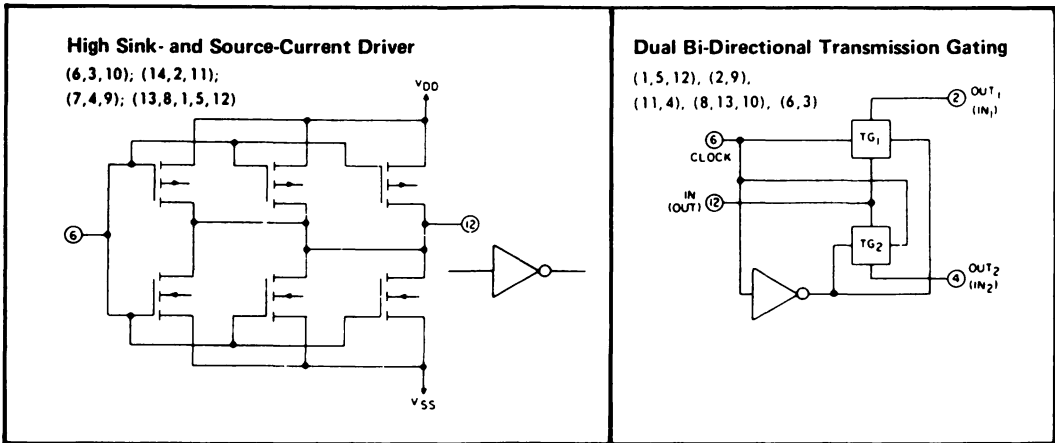 High Sink- and Source-Current Driver
(6,3,10); (14,2,11);
(7,4,9); (13,8,1,5,12)
VDD
6
12
VSS
Dual Bi-Directional Transmission Gating
(1,5,12), (2,9),
(11,4), (8,13,10), (6,3)
2 OUT1
(IN1)
TG1
6
CLOCK
IN
(OUT) 12
TG2
4 OUT2
(IN2)